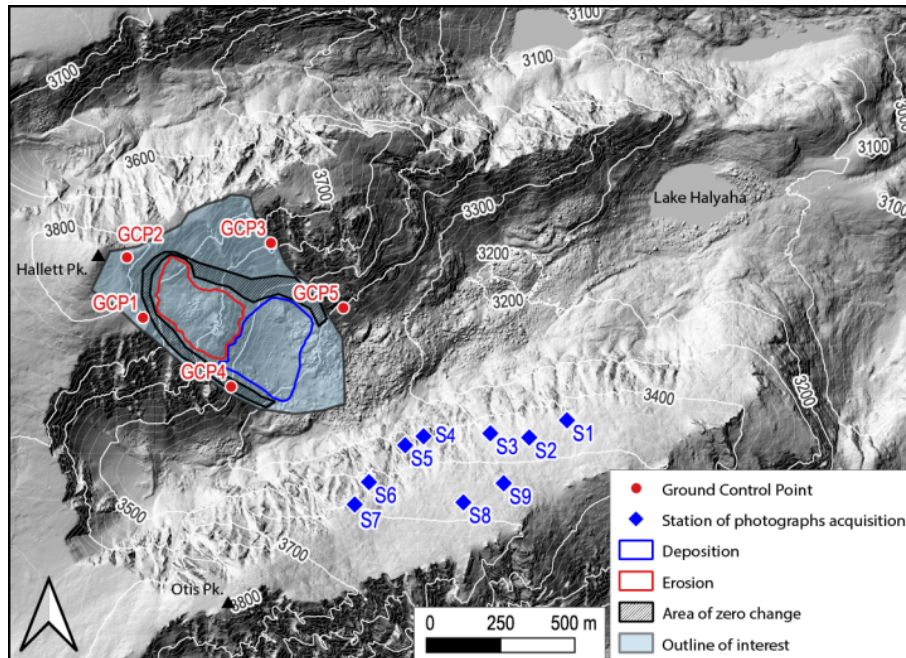 3700
3100
3100
3000
3600
3700
3100
Lake Halyaha
3100
3800
GCP2
GCP3
3300
3200
Hallett Pk.
GCP1
GCP5
3200
GCP4
3400
3200
S4
S3
S2
S1
S5
S6
S9
S7
S8
3500
3700
Otis Pk.
3800
0 250 500 m
Ground Control Point
Station of photographs acquisition
Deposition
Erosion
Area of zero change
Outline of interest